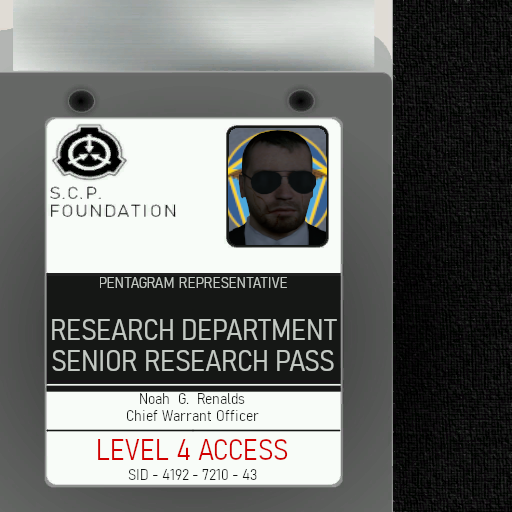 S.C.P.
FOUNDATION
PENTAGRAM REPRESENTATIVE
RESEARCH DEPARTMENT
SENIOR RESEARCH PASS
Noah G. Renalds
Chief Warrant Officer
LEVEL 4 ACCESS
SID - 4192 - 7210 - 43